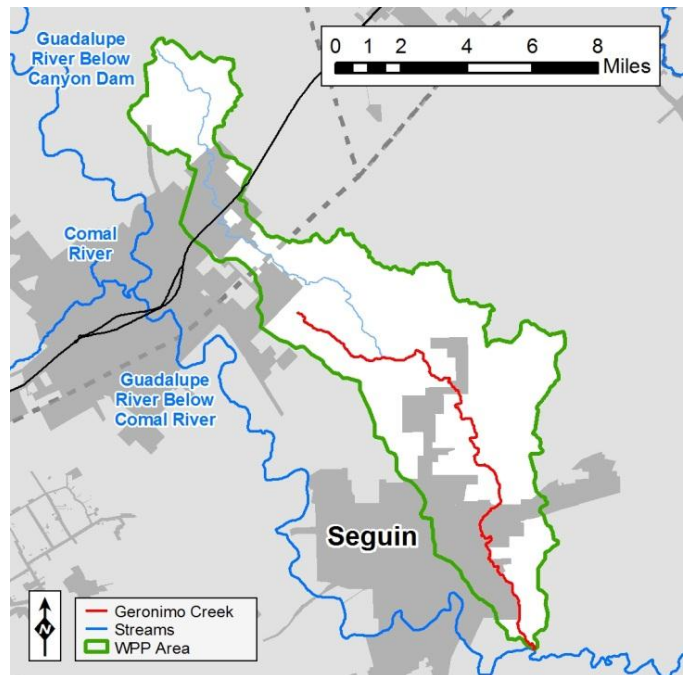 Guadalupe
River Below
Canyon Dam
0 1 2 4 6 8
Miles
Comal
River
Guadalupe
River Below
Comal River
Seguin
N
Geronimo Creek
Streams
WPP Area